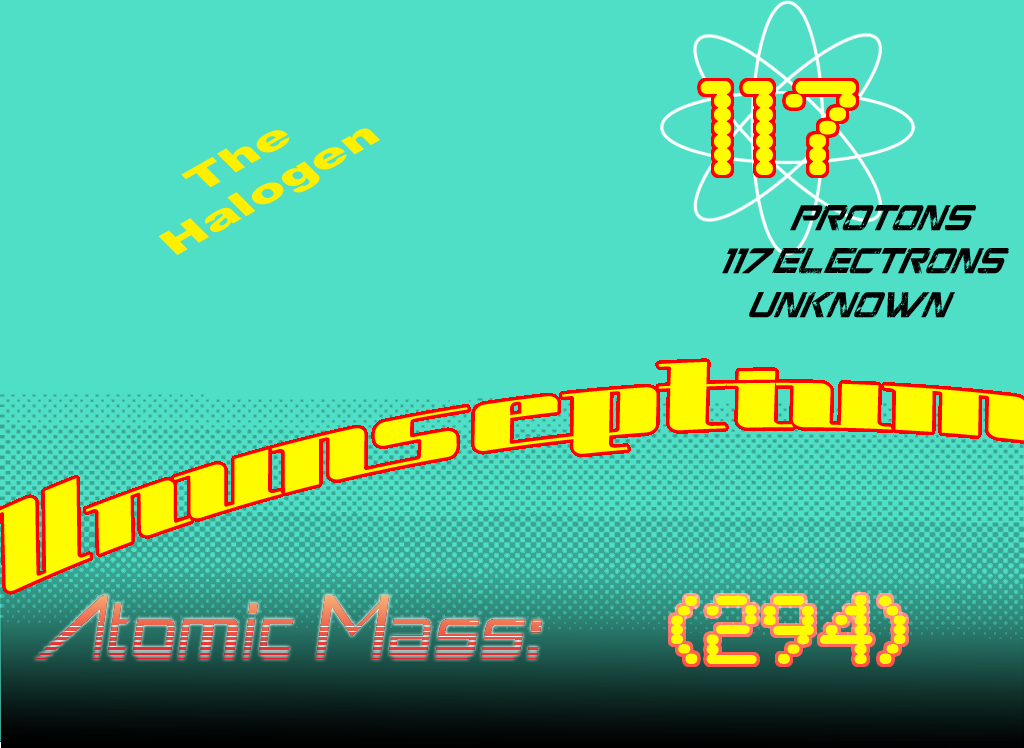 The
Halogen
117
PROTONS
117 ELECTRONS
UNKNOWN
Ununseptium
Atomic Mass:
(294)